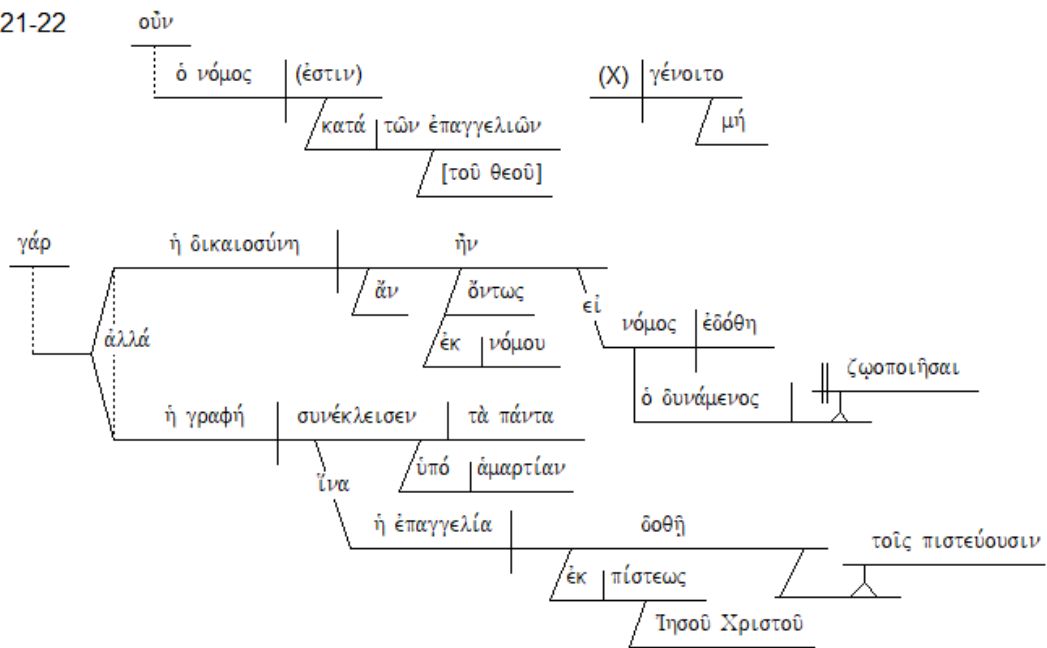 21-22
οὖν
ὁ νόμος (ἐστιν) (X) γένοιτο
κατά τῶν ἐπαγγελιῶν μή
[τοῦ θεοῦ]
γάρ ἡ δικαιοσύνη ἦν
ἄν ὄντως
εἰ
ἀλλά ἐκ νόμου νόμος ἐδόθη
ζῳοποιῆσαι
ὁ δυνάμενος
ἡ γραφή συνέκλεισεν τὰ πάντα
ὑπό ἁμαρτίαν
ἵνα
ἡ ἐπαγγελία δοθῇ τοῖς πιστεύουσιν
ἐκ πίστεως
Ἰησοῦ Χριστοῦ